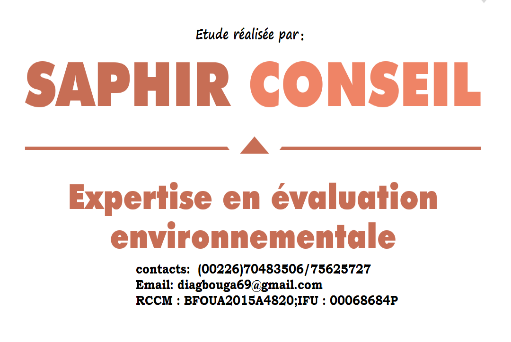 Etude réalisée par:
SAPHIR CONSEIL
Expertise en évaluation
environnementale
contacts: (00226)70483506/75625727
Email: diagbouga69@gmail.com
RCCM : BFOUA2015A4820;IFU : 00068684P